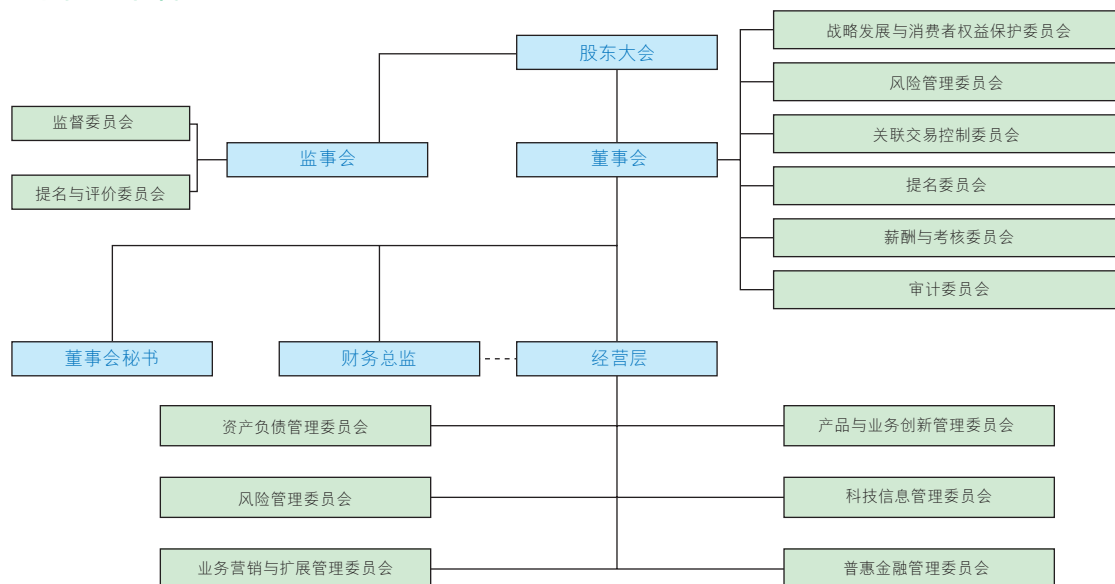 战略发展与消费者权益保护委员会
股东大会
风险管理委员会
监督委员会
关联交易控制委员会
监事会
董事会
提名与评价委员会
提名委员会
薪酬与考核委员会
审计委员会
董事会秘书
财务总监
经营层
资产负债管理委员会
产品与业务创新管理委员会
风险管理委员会
科技信息管理委员会
业务营销与扩展管理委员会
普惠金融管理委员会